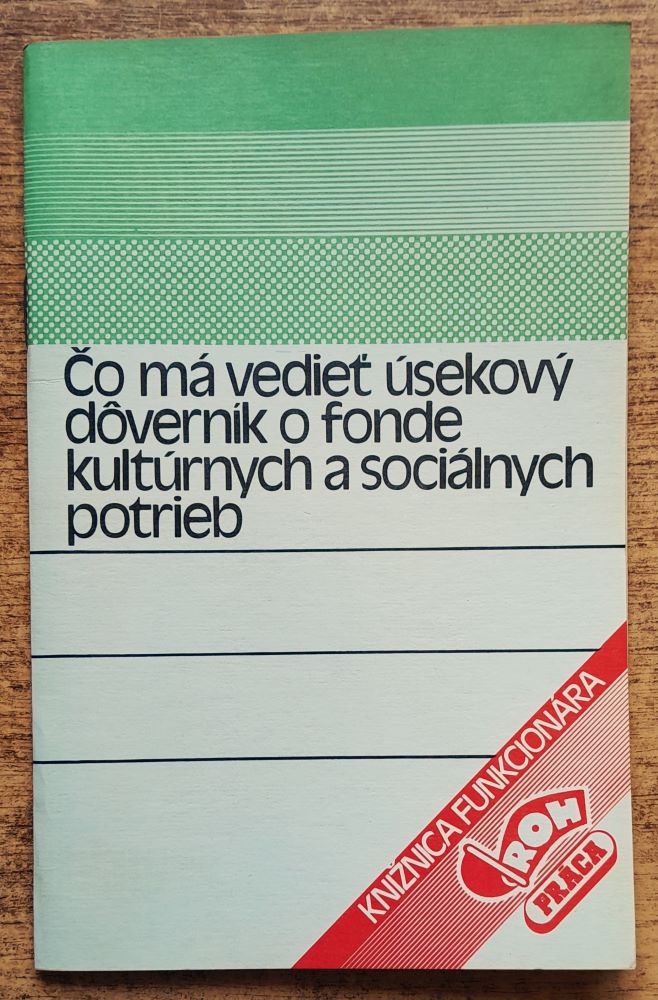 Čo má vedieť úsekový
dôverník o fonde
kultúrnych a sociálnych
potrieb
KNIŽNICA FUNKCIONÁRA
ROH
PRÁCA